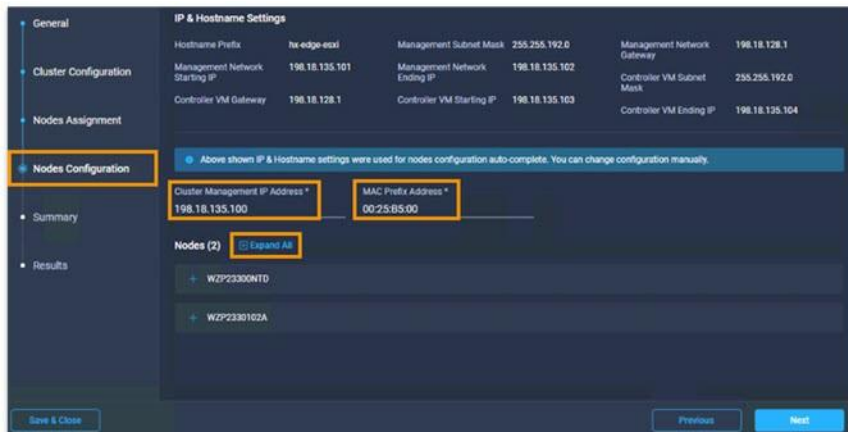 General
Cluster Configuration
Nodes Assignment
Nodes Configuration
Summary
Results
IP & Hostname Settings
Hostname Prefix hx-edge-esxi
Management Subnet Mask 255.255.192.0
Management Network Gateway 198.18.128.1
Management Network Starting IP 198.18.135.101
Management Network Ending IP 198.18.135.102
Controller VM Subnet Mask 255.255.192.0
Controller VM Gateway 198.18.128.1
Controller VM Starting IP 198.18.135.103
Controller VM Ending IP 198.18.135.104
Above shown IP & Hostname settings were used for nodes configuration auto-complete. You can change configuration manually.
Cluster Management IP Address *
198.18.135.100
MAC Prefix Address *
00:25:B5:00
Nodes (2) Expand All
WZP23300NTD
WZP2330102A
Save & Close
Previous
Next